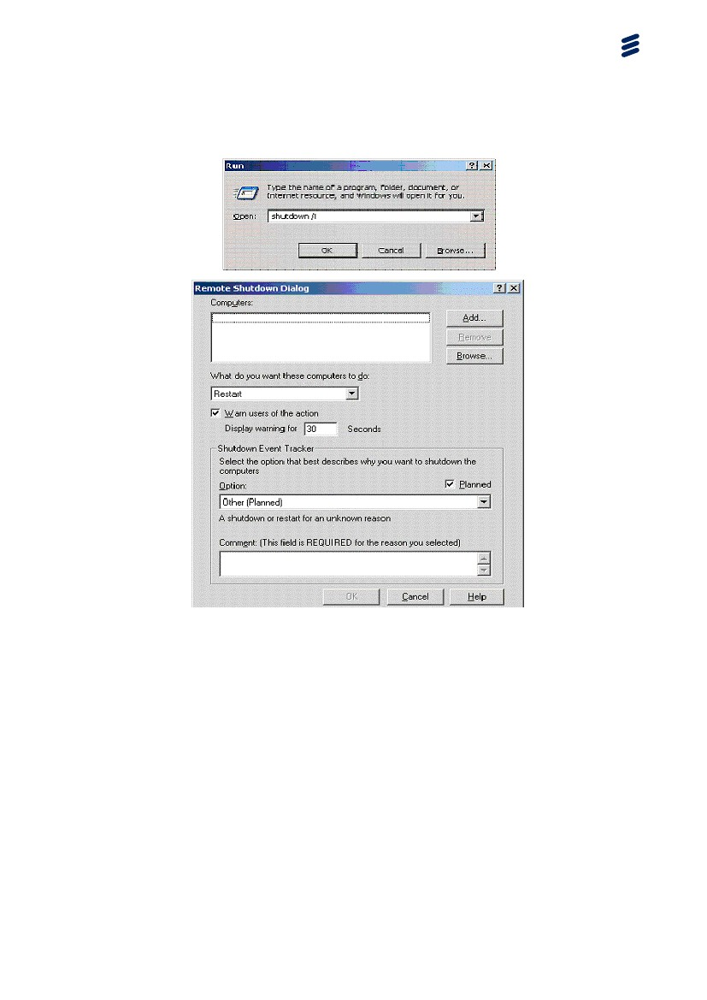 Run
Type the name of a program, folder, document, or
Internet resource, and Windows will open it for you.
Open:
shutdown /i
OK
Cancel
Browse...
Remote Shutdown Dialog
Computers:
Add...
Remove
Browse...
What do you want these computers to do:
Restart
Warn users of the action
Display warning for 30 Seconds
Shutdown Event Tracker
Select the option that best describes why you want to shutdown the
computers
Option:
Planned
Other (Planned)
A shutdown or restart for an unknown reason
Comment: (This field is REQUIRED for the reason you selected)
OK
Cancel
Help